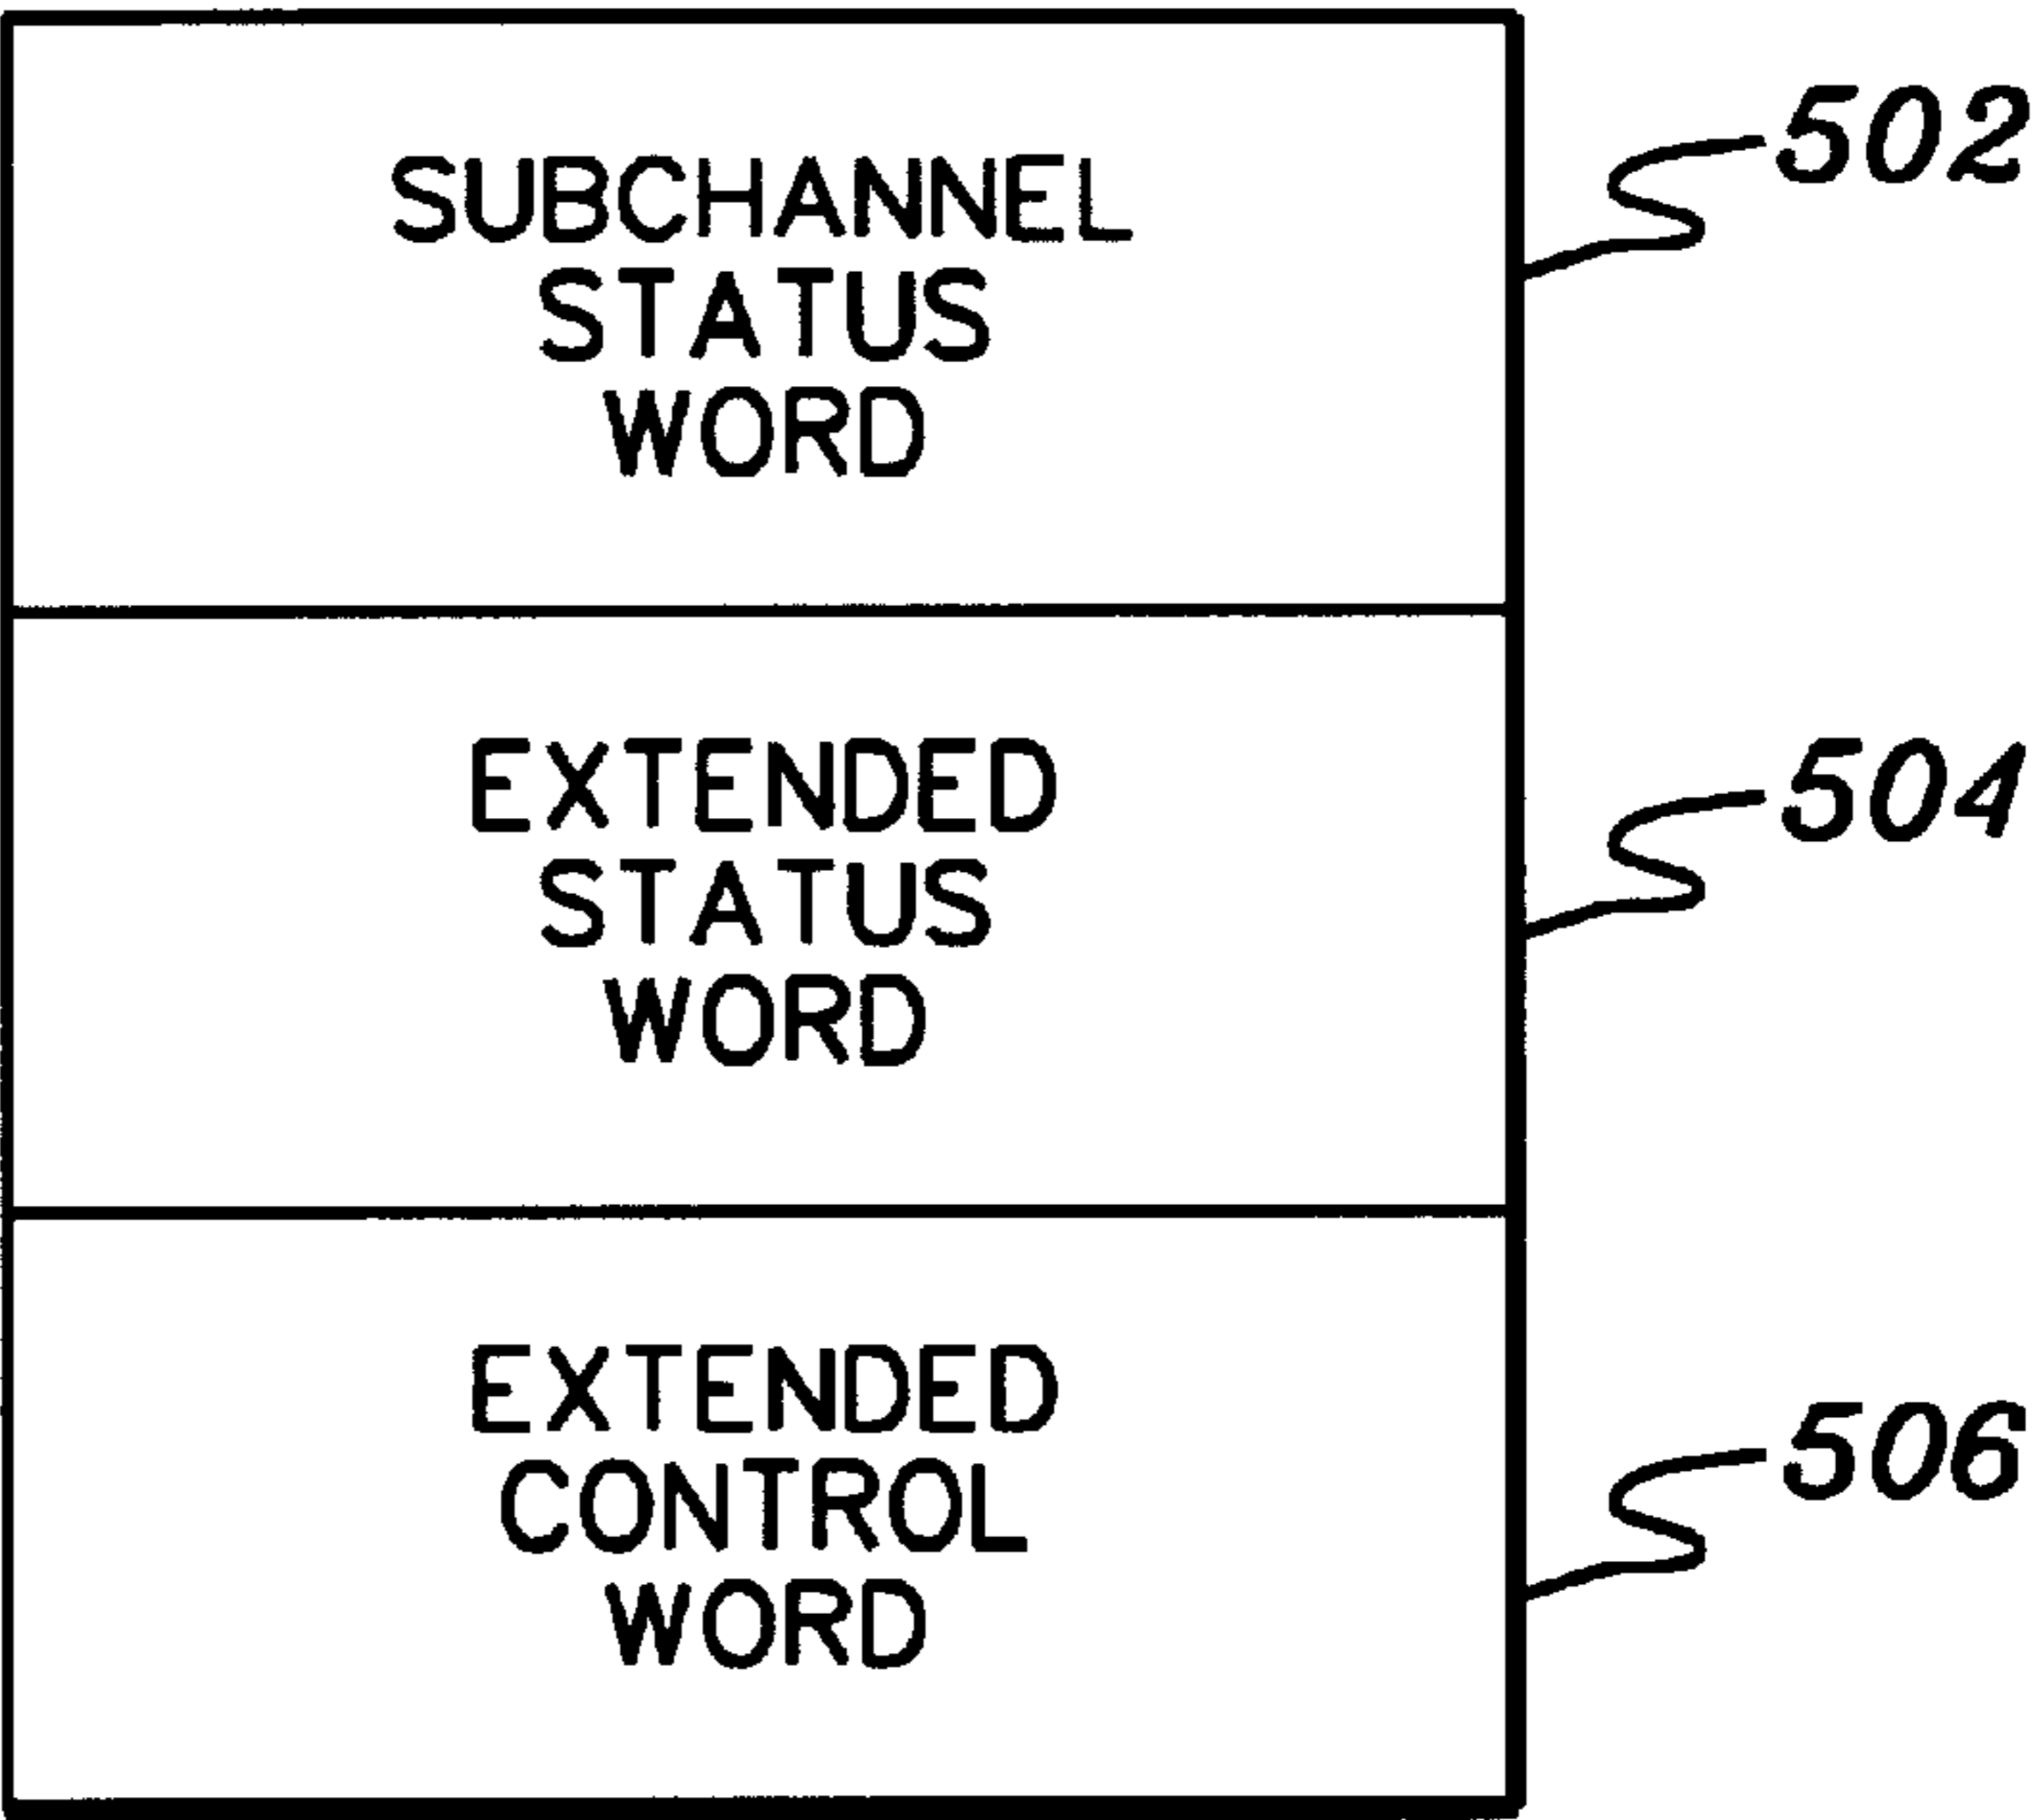 SUBCHANNEL
STATUS
WORD
502
EXTENDED
STATUS
WORD
504
EXTENDED
CONTROL
WORD
506